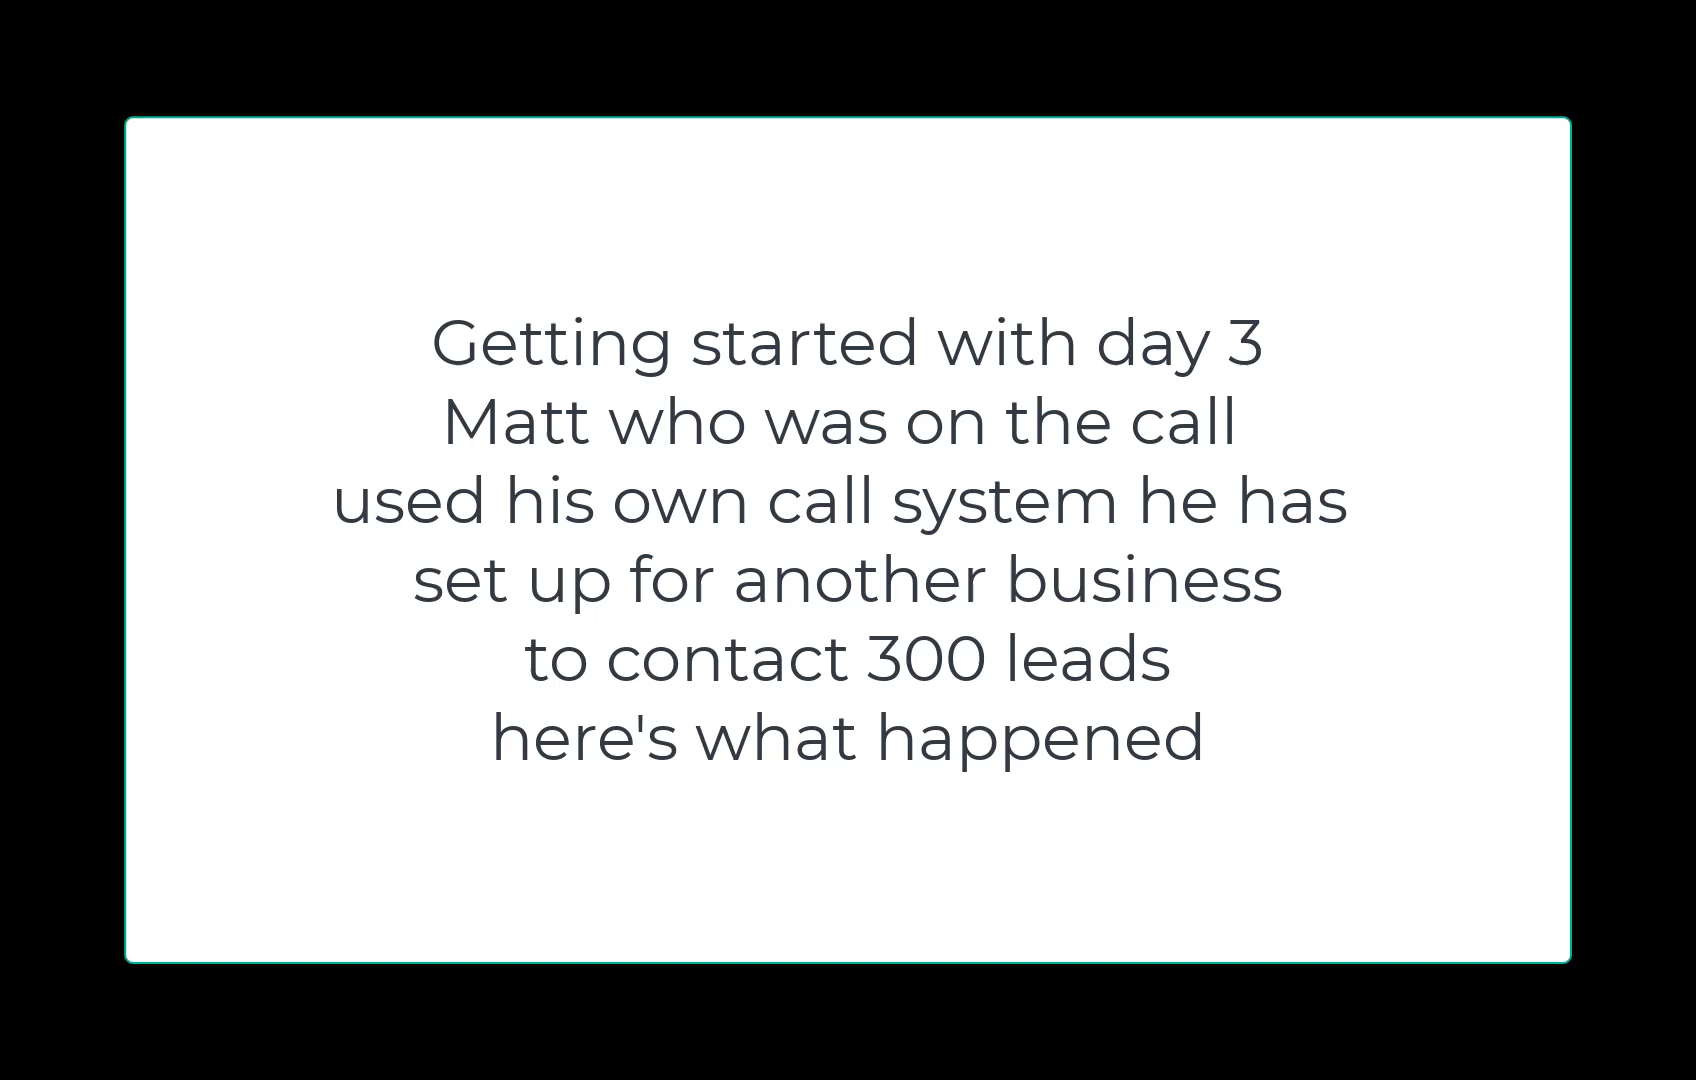 Getting started with day 3
Matt who was on the call
used his own call system he has
set up for another business
to contact 300 leads
here's what happened